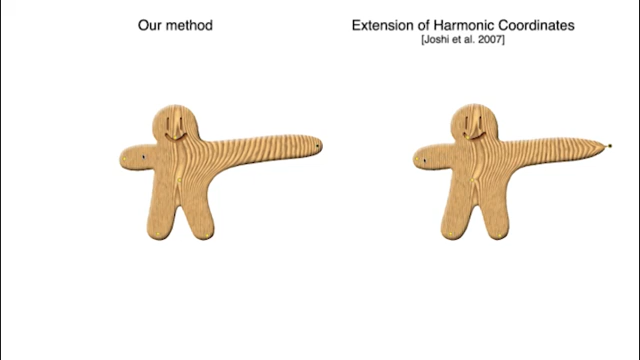 Our method
Extension of Harmonic Coordinates
[Joshi et al. 2007]